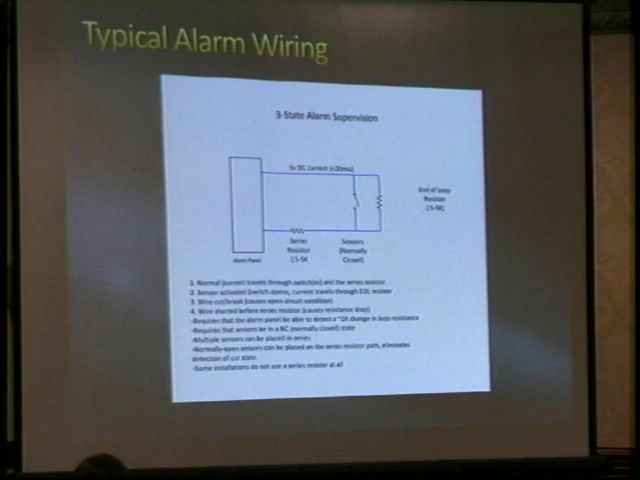 Typical Alarm Wiring
3-State Alarm Supervision
5v DC Current (<20ma)
End of Loop
Resistor
(.5-5K)
Series
Resistor
(.5-5K
Sensors
(Normally
Closed)
Alarm Panel
1. Normal (current travels through switch(es) and the series resistor.
2. Sensor activated (switch opens, current travels through EOL resistor
3. Wire cut/break (causes open circuit condition)
4. Wire shorted before series resistor (causes resistance drop)
-Requires that the alarm panel be able to detect a change in loop resistance
-Requires that sensors be in a NC (normally closed) state
-Multiple sensors can be placed in series
-Normally-open sensors can be placed on the series resistor path, eliminates
detection of cut state.
-Some installations do not use a series resistor at all